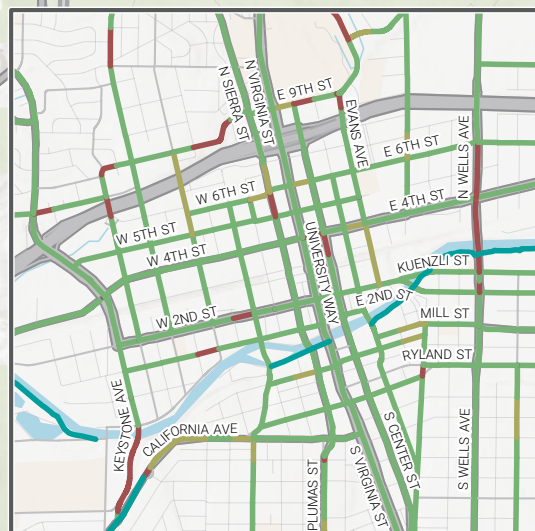 N SIERRA ST
N VIRGINIA ST
E 9TH ST
EVANS AVE
N WELLS AVE
E 6TH ST
W 6TH ST
E 4TH ST
W 5TH ST
W 4TH ST
UNIVERSITY WAY
KUENZLI ST
E 2ND ST
W 2ND ST
MILL ST
RYLAND ST
KEYSTONE AVE
CALIFORNIA AVE
S CENTER ST
S WELLS AVE
PLUMAS ST
S VIRGINIA ST